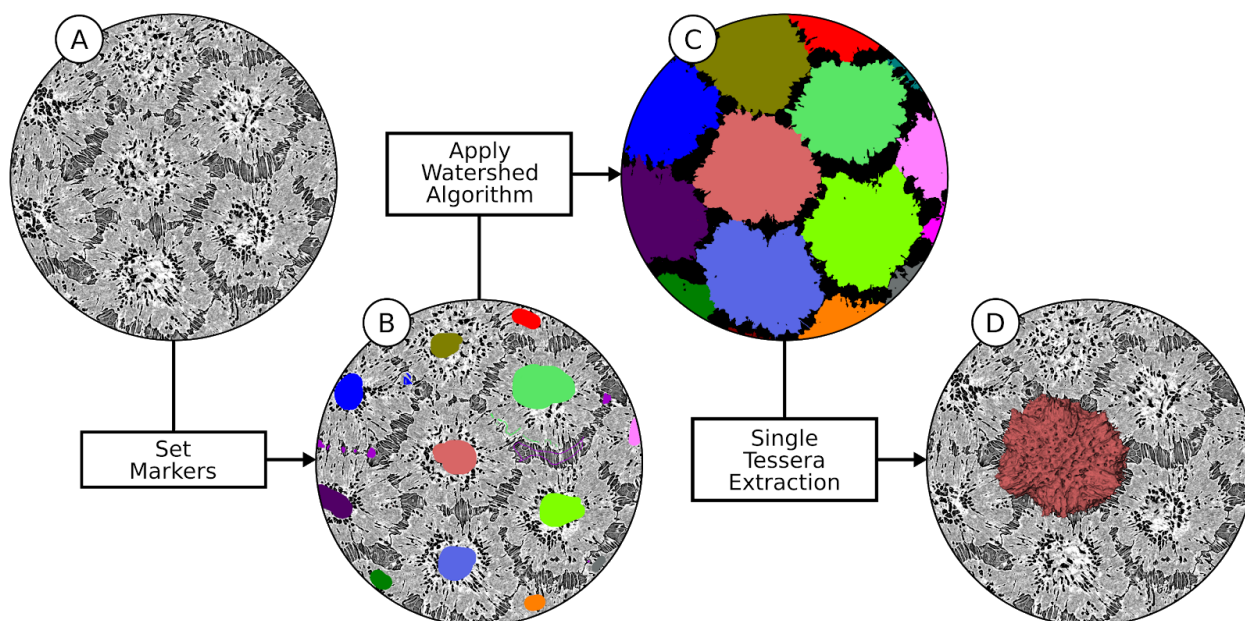 A
C
Apply
Watershed
Algorithm
B
D
Set
Markers
Single
Tessera
Extraction